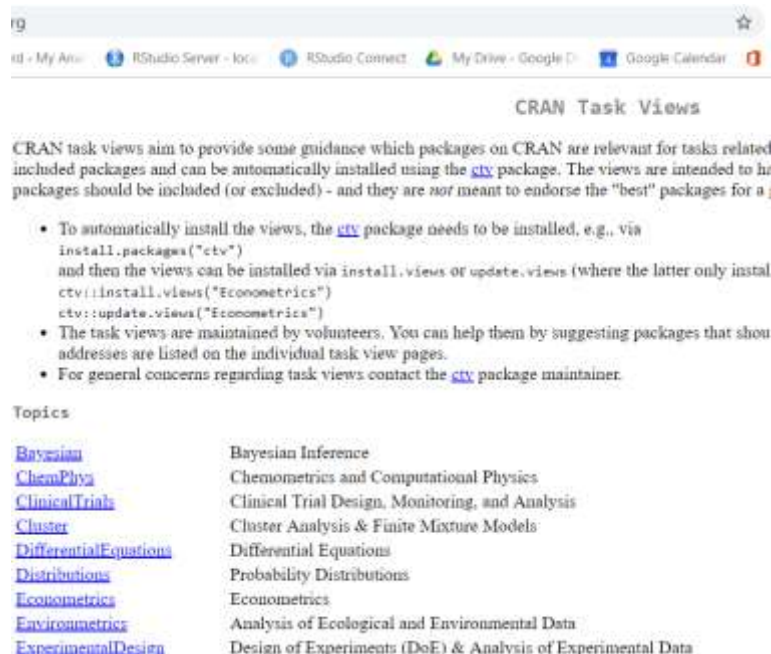 rg
rd - My Ana
RStudio Server - loca
RStudio Connect
My Drive - Google D
Google Calendar
CRAN Task Views
CRAN task views aim to provide some guidance which packages on CRAN are relevant for tasks related
included packages and can be automatically installed using the ctv package. The views are intended to ha
packages should be included (or excluded) - and they are not meant to endorse the "best" packages for a
• To automatically install the views, the ctv package needs to be installed, e.g., via
install.packages("ctv")
and then the views can be installed via install.views or update.views (where the latter only instal
ctv::install.views("Econometrics")
ctv::update.views("Econometrics")
• The task views are maintained by volunteers. You can help them by suggesting packages that shou
addresses are listed on the individual task view pages.
• For general concerns regarding task views contact the ctv package maintainer.
Topics
Bayesian Bayesian Inference
ChemPhys Chemometrics and Computational Physics
ClinicalTrials Clinical Trial Design, Monitoring, and Analysis
Cluster Cluster Analysis & Finite Mixture Models
DifferentialEquations Differential Equations
Distributions Probability Distributions
Econometrics Econometrics
Environmetrics Analysis of Ecological and Environmental Data
ExperimentalDesign Design of Experiments (DoE) & Analysis of Experimental Data